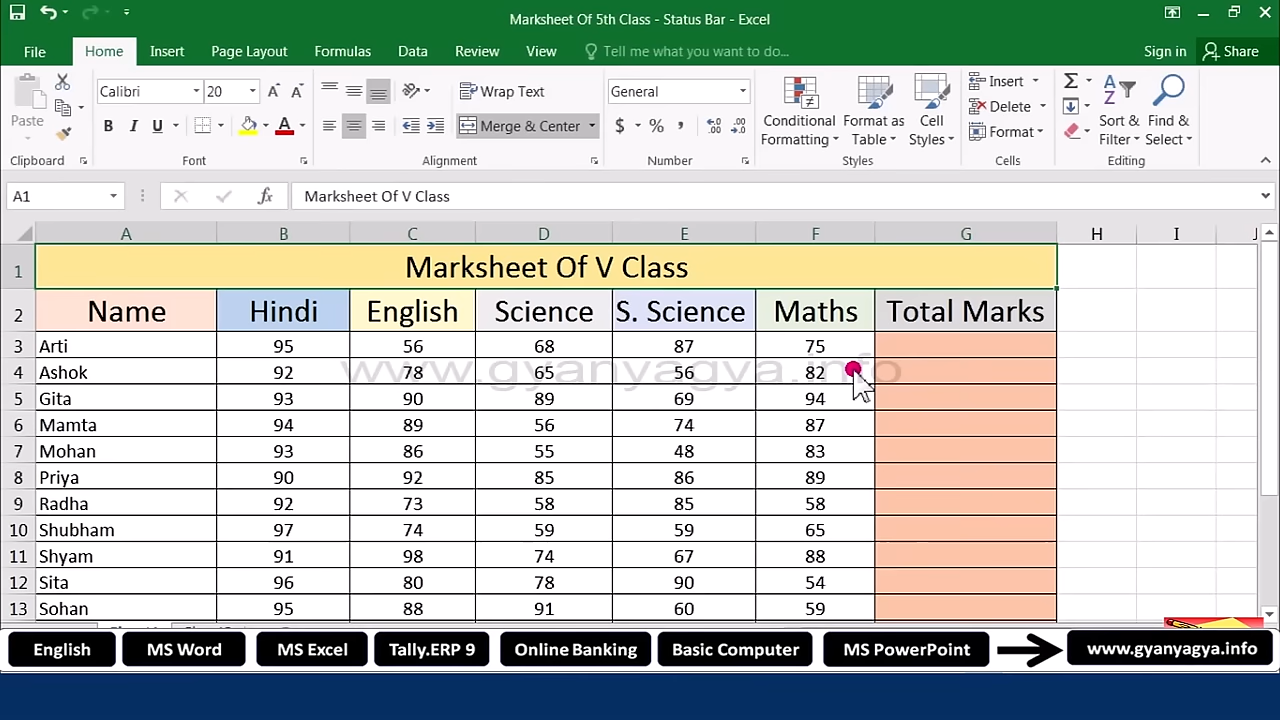 Marksheet Of 5th Class - Status Bar - Excel
File Home Insert Page Layout Formulas Data Review View Tell me what you want to do... Sign in Share
Paste Calibri 20 A A Wrap Text General Conditional Formatting Format as Table Cell Styles Insert Σ Sort & Filter Find & Select
B I U A Merge & Center $ % , Delete
Format
Clipboard Font Alignment Number Styles Cells Editing
A1 fx Marksheet Of V Class
A B C D E F G H I J
1 Marksheet Of V Class
2 Name Hindi English Science S. Science Maths Total Marks
3 Arti 95 56 68 87 75
www.gyanyagya.info
4 Ashok 92 78 65 56 82
5 Gita 93 90 89 69 94
6 Mamta 94 89 56 74 87
7 Mohan 93 86 55 48 83
8 Priya 90 92 85 85 89
9 Radha 92 73 58 85 58
10 Shubham 97 74 59 59 65
11 Shyam 91 98 74 67 88
12 Sita 96 80 78 90 54
13 Sohan 95 88 91 60 59
English MS Word MS Excel Tally.ERP 9 Online Banking Basic Computer MS PowerPoint www.gyanyagya.info